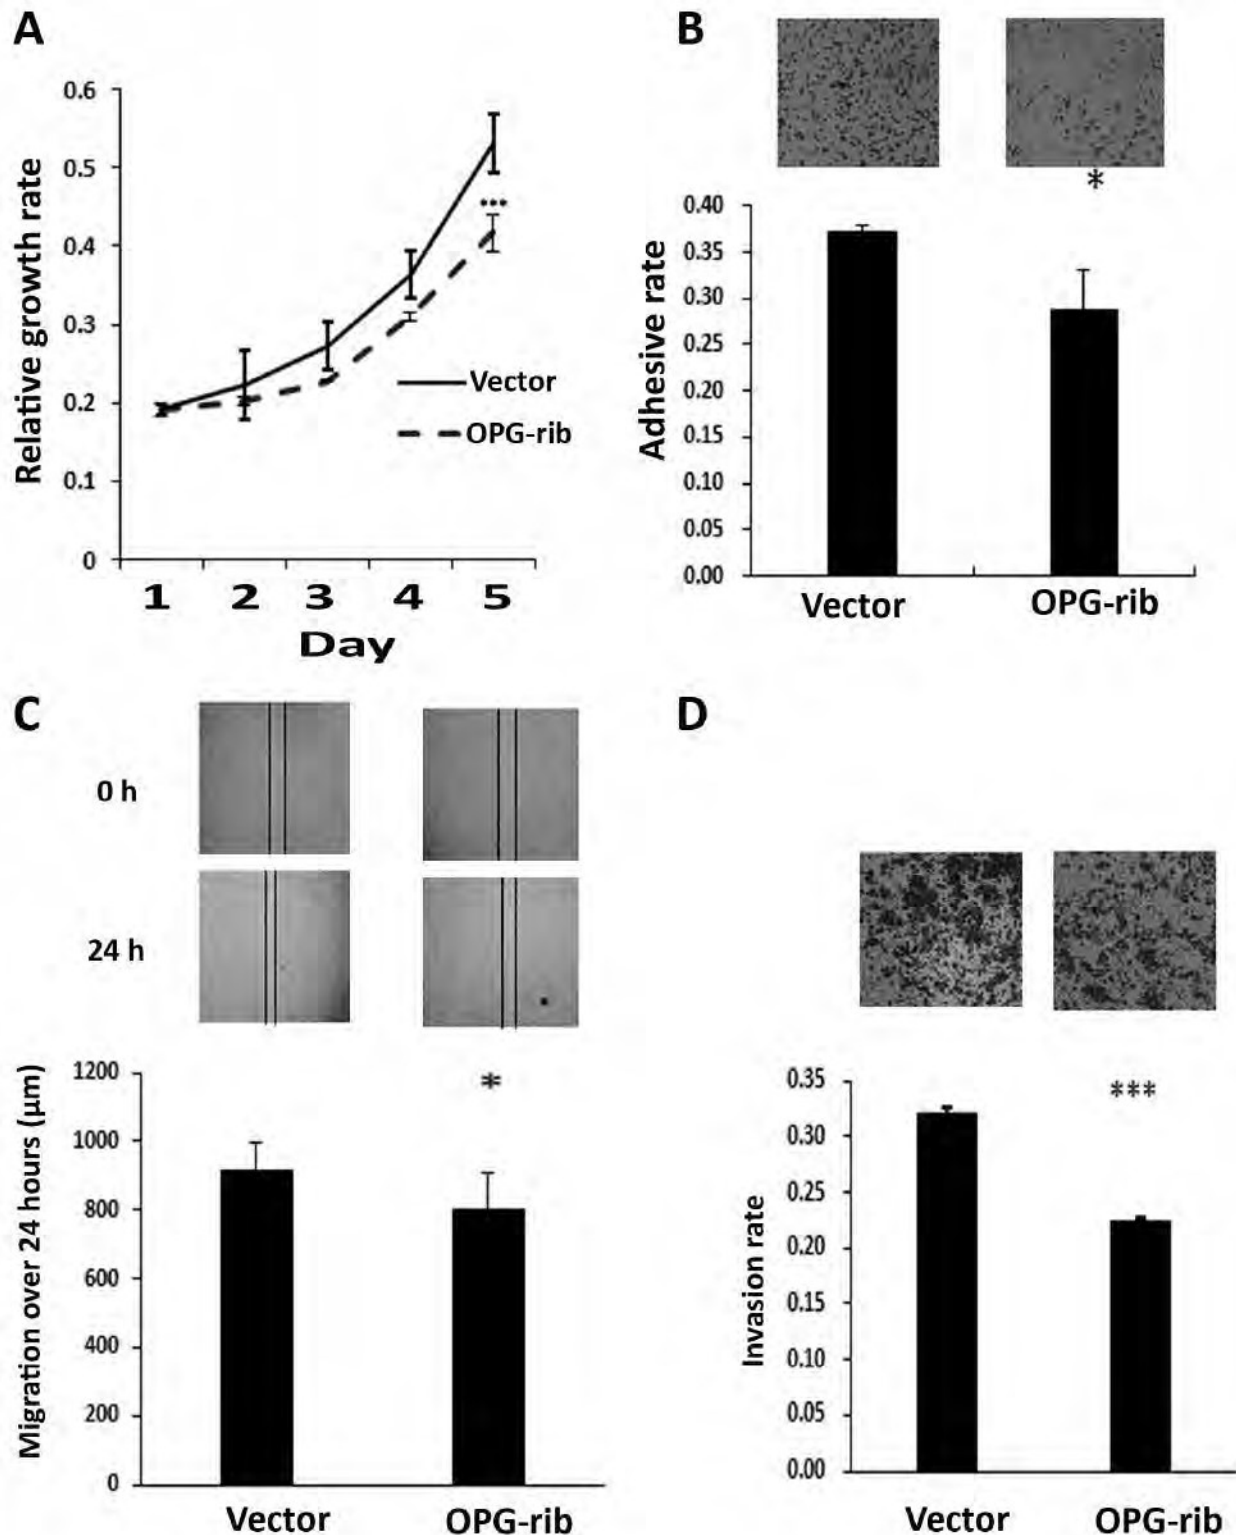 A
0.6
0.5
0.4
0.3
0.2
0.1
0
Relative growth rate
•••
Vector
OPG-rib
1 2 3 4 5
Day
B
*
0.40
0.35
0.30
0.25
0.20
0.15
0.10
0.05
0.00
Adhesive rate
Vector OPG-rib
C
0 h
24 h
1200
1000
800
600
400
200
0
Migration over 24 hours (μm)
*
Vector OPG-rib
D
0.35
0.30
0.25
0.20
0.15
0.10
0.05
0.00
Invasion rate
***
Vector OPG-rib